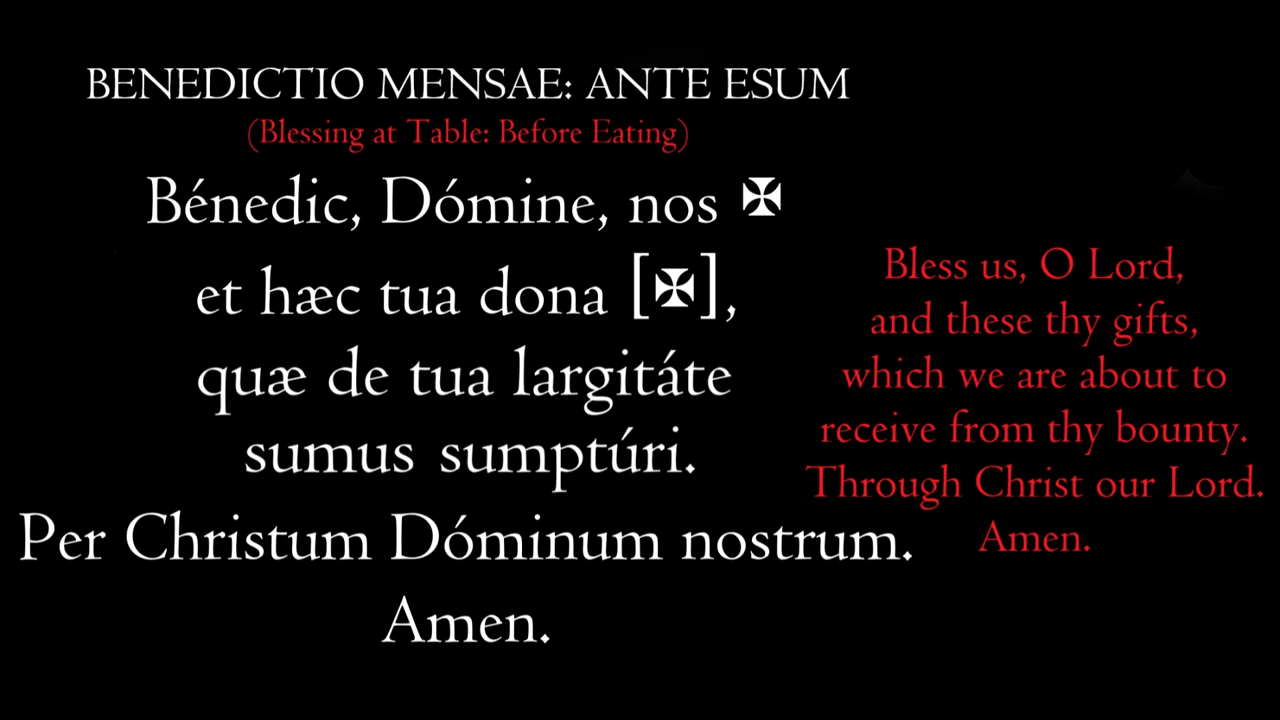 BENEDICTIO MENSAE: ANTE ESUM
(Blessing at Table: Before Eating)
Bénedic, Dómine, nos ✠
et hæc tua dona [✠],
quæ de tua largitáte
sumus sumptúri.
Per Christum Dóminum nostrum.
Amen.
Bless us, O Lord,
and these thy gifts,
which we are about to
receive from thy bounty.
Through Christ our Lord.
Amen.